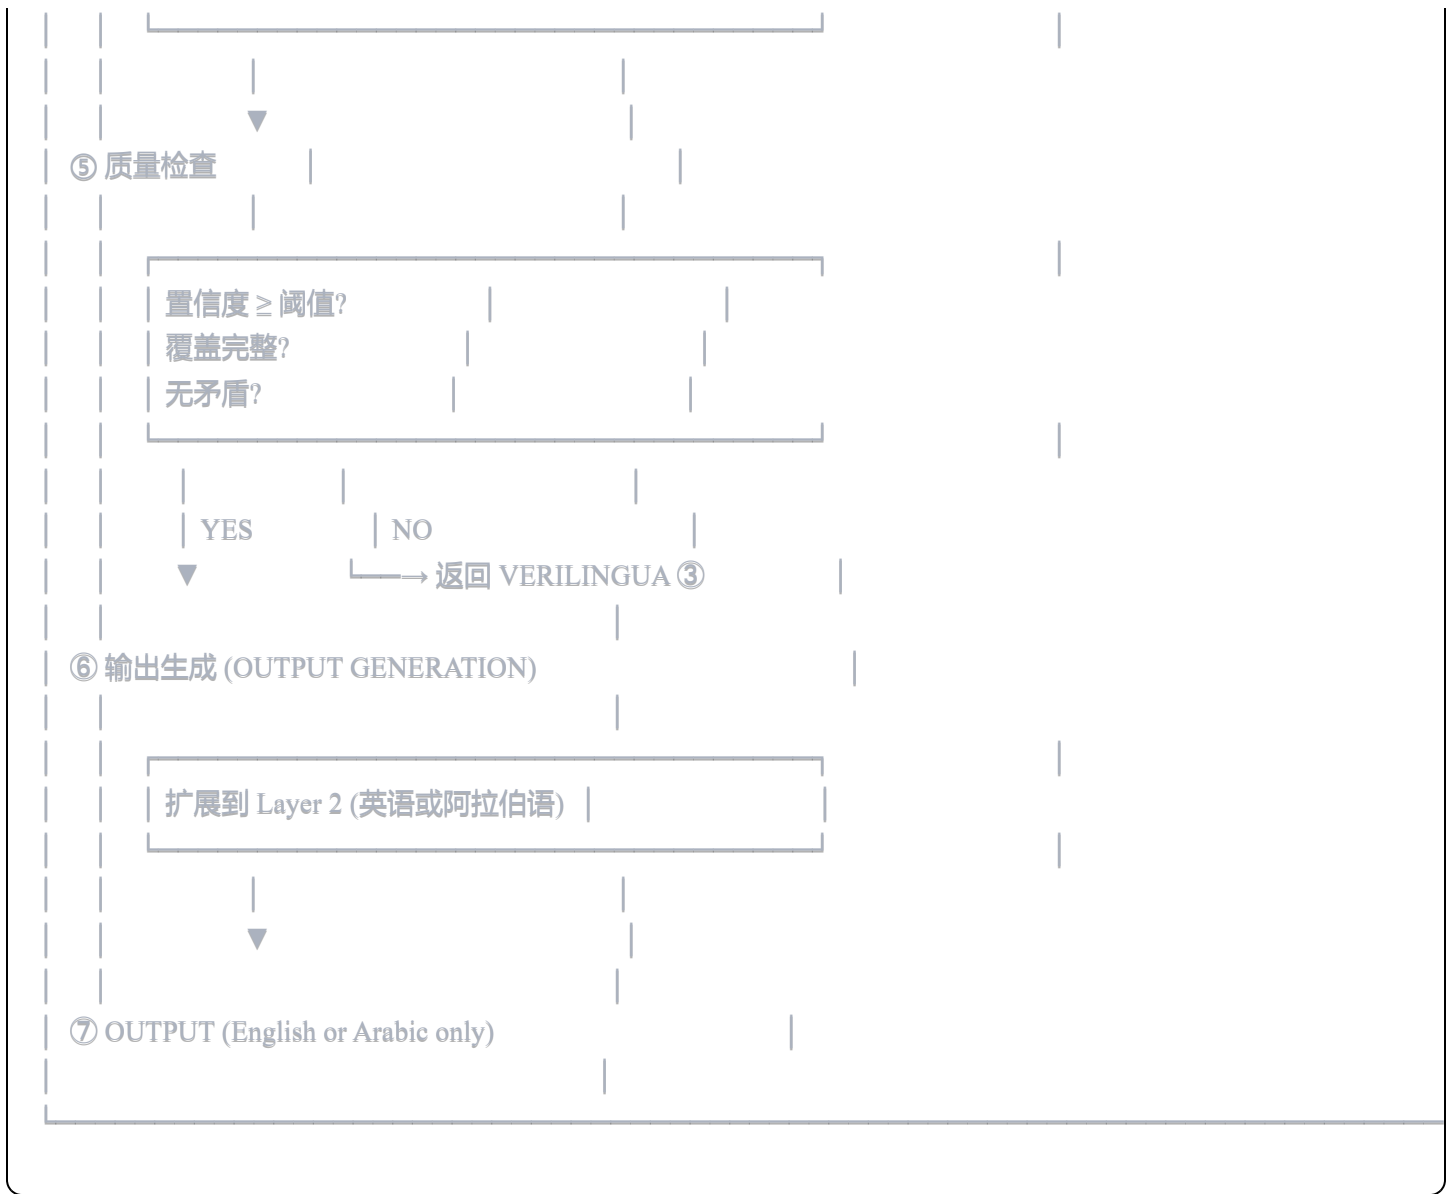 ⑤ 质量检查
置信度 ≥ 阈值?
覆盖完整?
无矛盾?
YES NO
▼ └──→ 返回 VERILINGUA ③
⑥ 输出生成 (OUTPUT GENERATION)
扩展到 Layer 2 (英语或阿拉伯语)
⑦ OUTPUT (English or Arabic only)